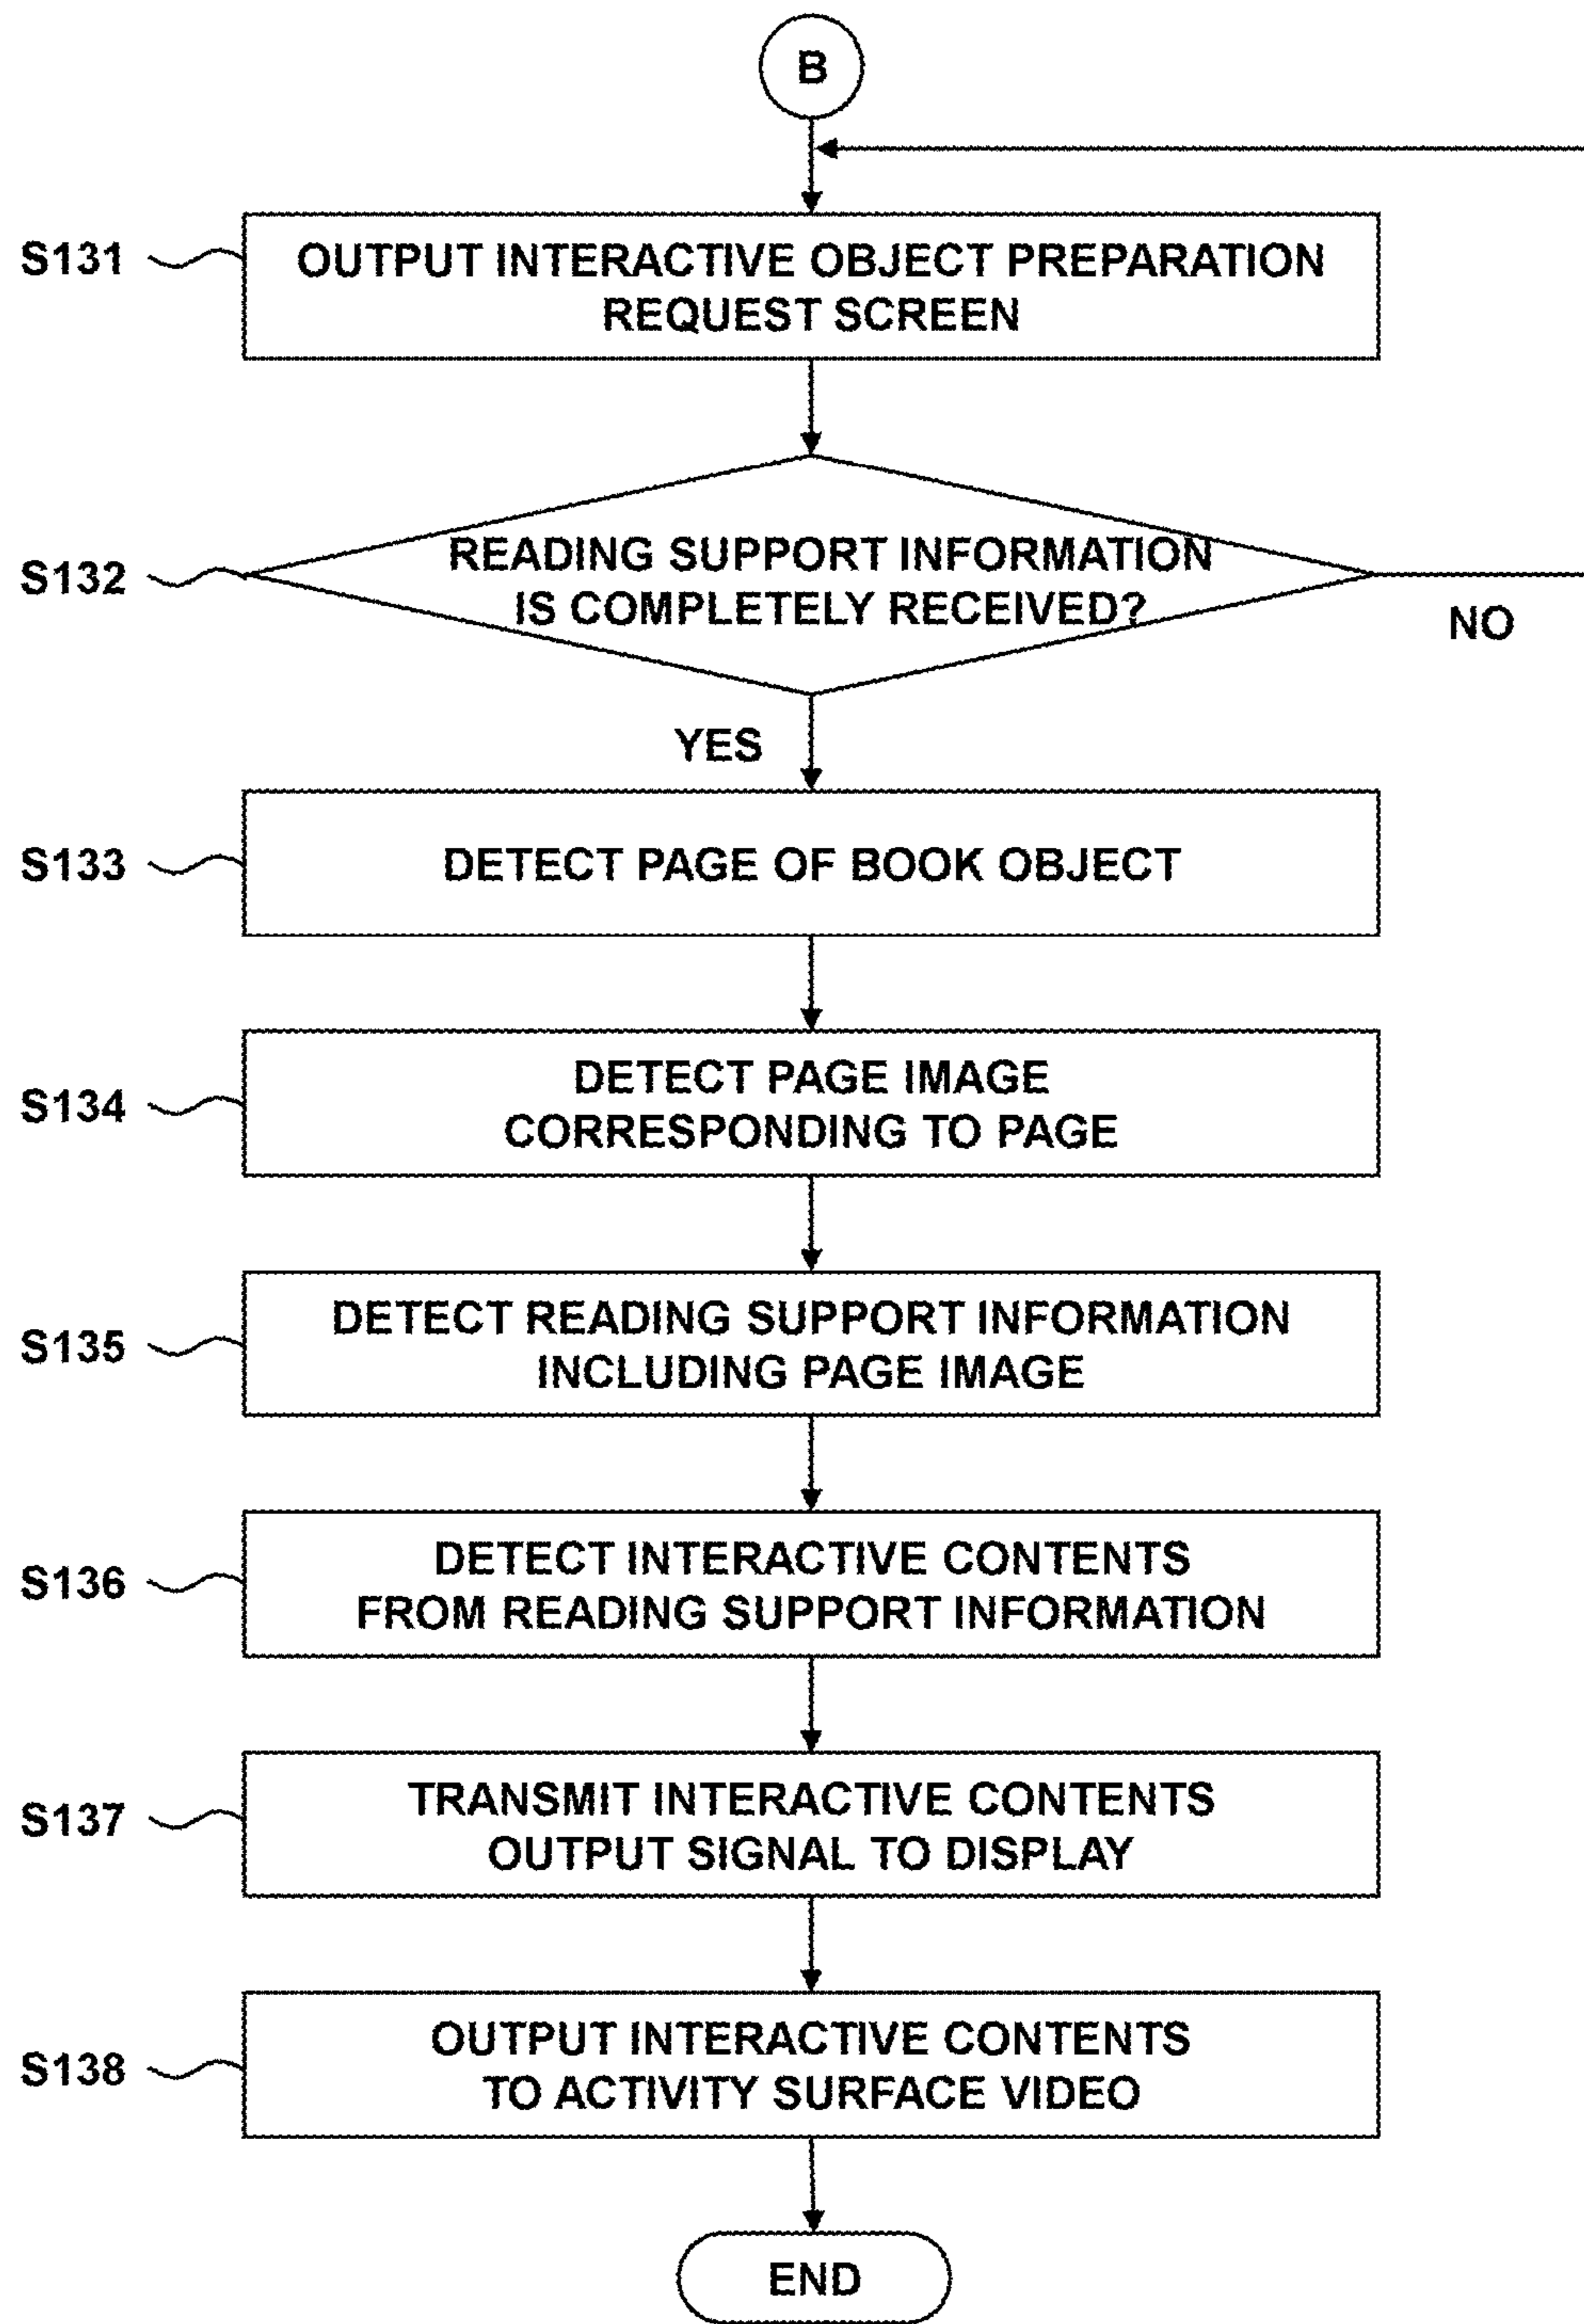 B
S131
OUTPUT INTERACTIVE OBJECT PREPARATION
REQUEST SCREEN
S132
READING SUPPORT INFORMATION
IS COMPLETELY RECEIVED?
NO
YES
S133
DETECT PAGE OF BOOK OBJECT
S134
DETECT PAGE IMAGE
CORRESPONDING TO PAGE
S135
DETECT READING SUPPORT INFORMATION
INCLUDING PAGE IMAGE
S136
DETECT INTERACTIVE CONTENTS
FROM READING SUPPORT INFORMATION
S137
TRANSMIT INTERACTIVE CONTENTS
OUTPUT SIGNAL TO DISPLAY
S138
OUTPUT INTERACTIVE CONTENTS
TO ACTIVITY SURFACE VIDEO
END